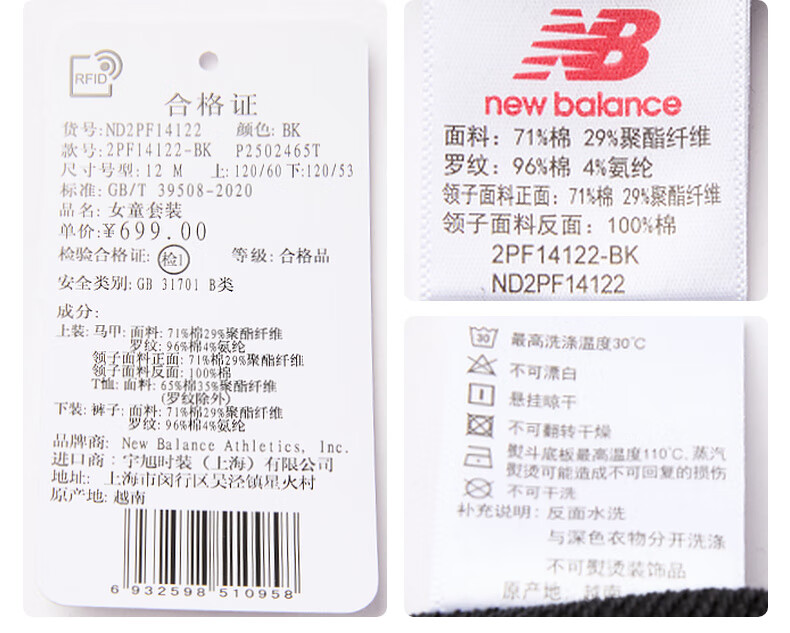 RFID
合格证
货号:ND2PF14122 颜色:BK
款号:2PF14122-BK P2502465T
尺寸号型:12 M 上:120/60下:120/53
标准:GB/T 39508-2020
品名:女童套装
单价:¥699.00
检验合格证: 检1 等级:合格品
安全类别:GB 31701 B类
成分:
上装:马甲:面料:71%棉29%聚酯纤维
罗纹:96%棉4%氨纶
领子面料正面:71%棉29%聚酯纤维
领子面料反面:100%棉
T恤:面料:65%棉35%聚酯纤维
(罗纹除外)
下装:裤子:面料:71%棉29%聚酯纤维
罗纹:96%棉4%氨纶
品牌商: New Balance Athletics, Inc.
进口商:宇旭时装(上海)有限公司
地址: 上海市闵行区吴泾镇星火村
原产地:越南
6 932598 510958
NB
new balance
面料: 71%棉 29%聚酯纤维
罗纹: 96%棉 4%氨纶
领子面料正面: 71%棉 29%聚酯纤维
领子面料反面: 100%棉
2PF14122-BK
ND2PF14122
30 最高洗涤温度30℃
不可漂白
悬挂晾干
不可翻转干燥
熨斗底板最高温度110℃,蒸汽
熨烫可能造成不可回复的损伤
不可干洗
补充说明: 反面水洗
与深色衣物分开洗涤
不可熨烫装饰品
原产地: 越南